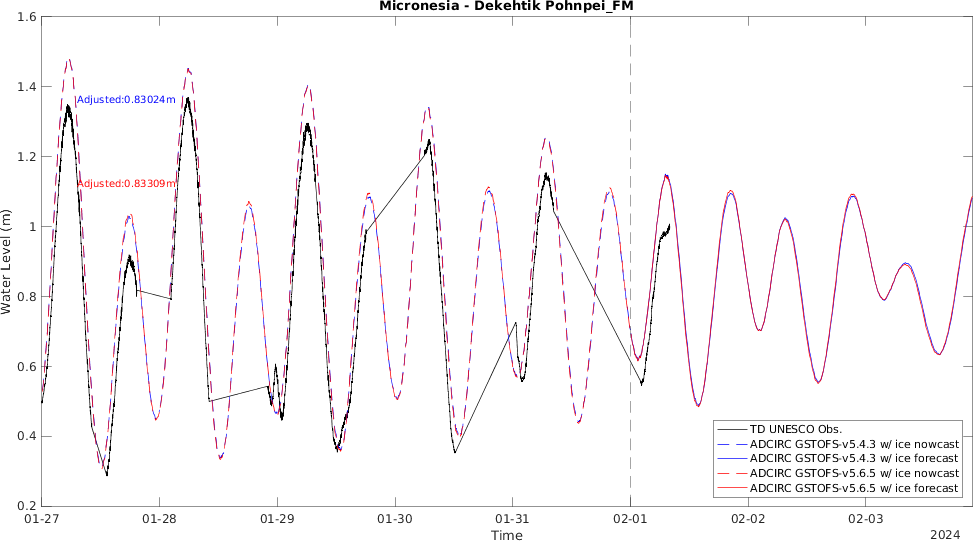 Micronesia - Dekehtik Pohnpei_FM
1.6
1.4
1.2
1
0.8
0.6
0.4
0.2
Water Level (m)
Adjusted:0.83024m
Adjusted:0.83309m
TD UNESCO Obs.
ADCIRC GSTOFS-v5.4.3 w/ ice nowcast
ADCIRC GSTOFS-v5.4.3 w/ ice forecast
ADCIRC GSTOFS-v5.6.5 w/ ice nowcast
ADCIRC GSTOFS-v5.6.5 w/ ice forecast
01-27 01-28 01-29 01-30 01-31 02-01 02-02 02-03
Time
2024